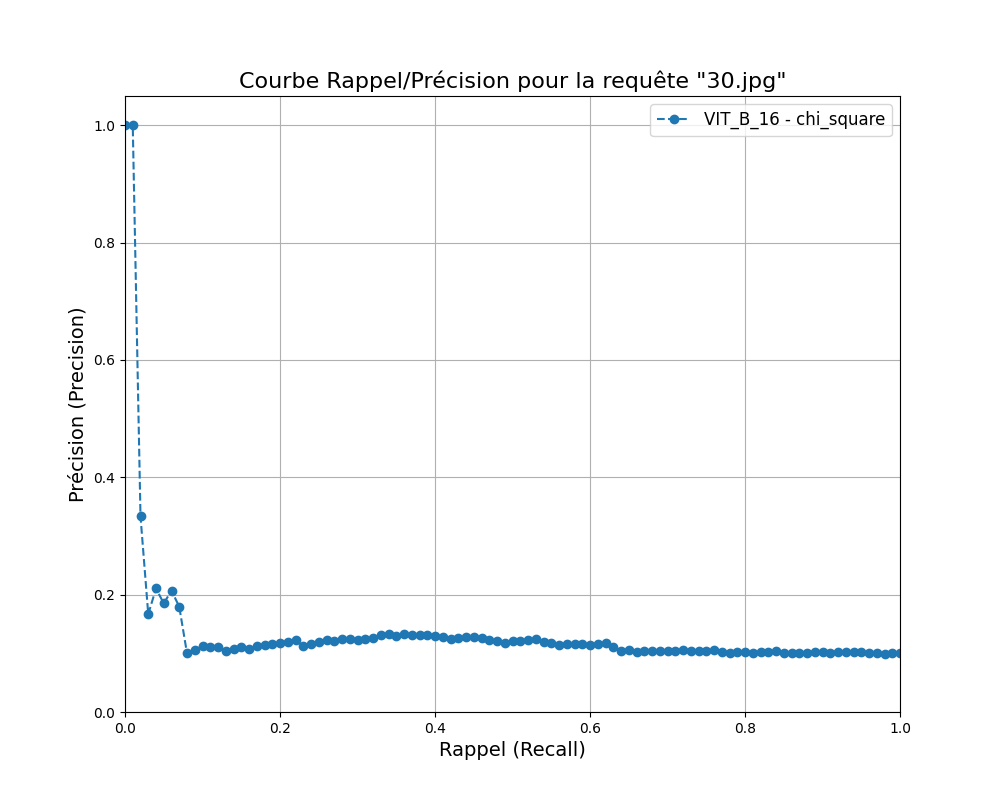 Courbe Rappel/Précision pour la requête "30.jpg"
VIT_B_16 - chi_square
1.0
0.8
0.6
0.4
0.2
0.0
Précision (Precision)
0.0 0.2 0.4 0.6 0.8 1.0
Rappel (Recall)